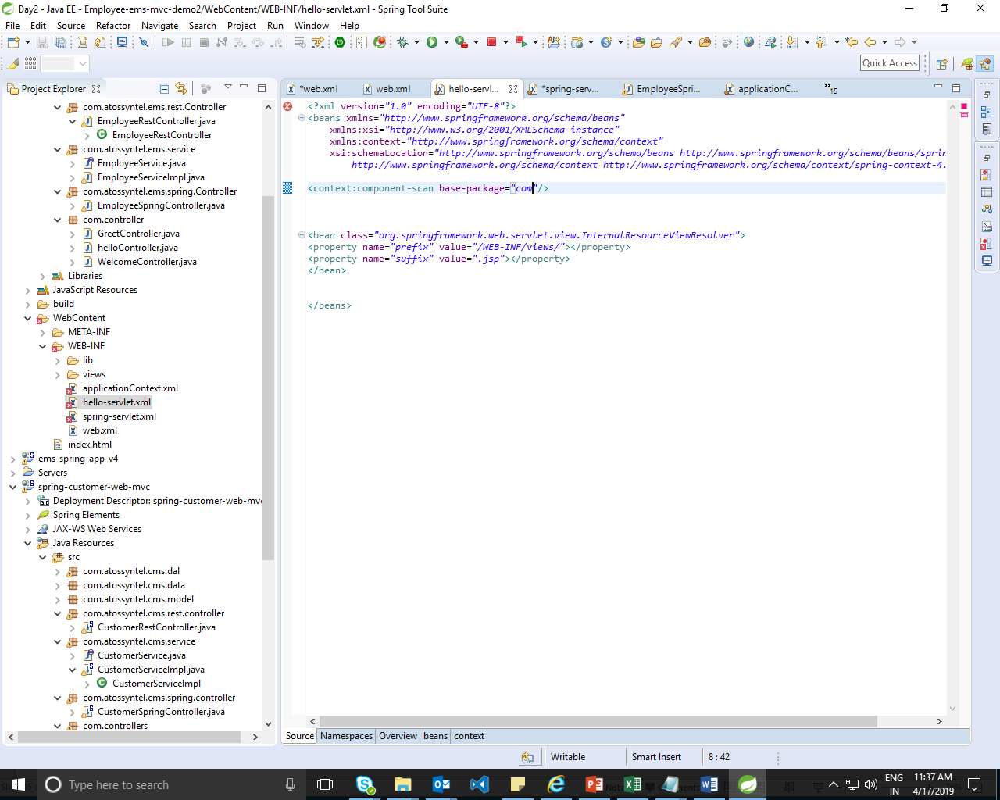 Day2 - Java EE - Employee-ems-mvc-demo2/WebContent/WEB-INF/hello-servlet.xml - Spring Tool Suite
File Edit Source Refactor Navigate Search Project Run Window Help
Quick Access
Project Explorer
*web.xml web.xml hello-servl... *spring-serv... EmployeeSpri... applicationC... »15
com.atossyntel.ems.rest.Controller
EmployeeRestController.java
EmployeeRestController
com.atossyntel.ems.service
EmployeeService.java
EmployeeServiceImpl.java
com.atossyntel.ems.spring.Controller
EmployeeSpringController.java
com.controller
GreetController.java
helloController.java
WelcomeController.java
Libraries
JavaScript Resources
build
WebContent
META-INF
WEB-INF
lib
views
applicationContext.xml
hello-servlet.xml
spring-servlet.xml
web.xml
index.html
ems-spring-app-v4
Servers
spring-customer-web-mvc
Deployment Descriptor: spring-customer-web-mv
Spring Elements
JAX-WS Web Services
Java Resources
src
com.atossyntel.cms.dal
com.atossyntel.cms.data
com.atossyntel.cms.model
com.atossyntel.cms.rest.controller
CustomerRestController.java
com.atossyntel.cms.service
CustomerService.java
CustomerServiceImpl.java
CustomerServiceImpl
com.atossyntel.cms.spring.controller
CustomerSpringController.java
com.controllers
<?xml version="1.0" encoding="UTF-8"?>
<beans xmlns="http://www.springframework.org/schema/beans"
xmlns:xsi="http://www.w3.org/2001/XMLSchema-instance"
xmlns:context="http://www.springframework.org/schema/context"
xsi:schemaLocation="http://www.springframework.org/schema/beans http://www.springframework.org/schema/beans/sprin
http://www.springframework.org/schema/context http://www.springframework.org/schema/context/spring-context-4.
<context:component-scan base-package="com"/>
<bean class="org.springframework.web.servlet.view.InternalResourceViewResolver">
<property name="prefix" value="/WEB-INF/views/"></property>
<property name="suffix" value=".jsp"></property>
</bean>
</beans>
Source Namespaces Overview beans context
Writable Smart Insert 8 : 42
Type here to search
ENG
IN
11:37 AM
4/17/2019